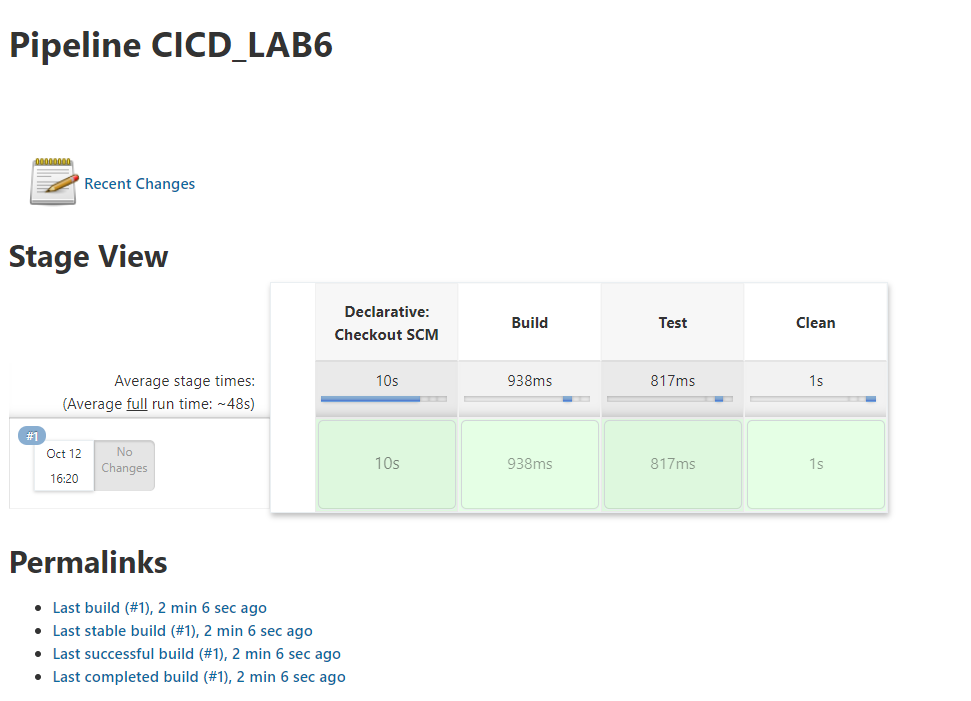 Pipeline CICD_LAB6
Recent Changes
Stage View
Declarative:
Checkout SCM
Build
Test
Clean
Average stage times:
(Average full run time: ~48s)
10s
938ms
817ms
1s
#1
Oct 12
16:20
No
Changes
10s
938ms
817ms
1s
Permalinks
Last build (#1), 2 min 6 sec ago
Last stable build (#1), 2 min 6 sec ago
Last successful build (#1), 2 min 6 sec ago
Last completed build (#1), 2 min 6 sec ago